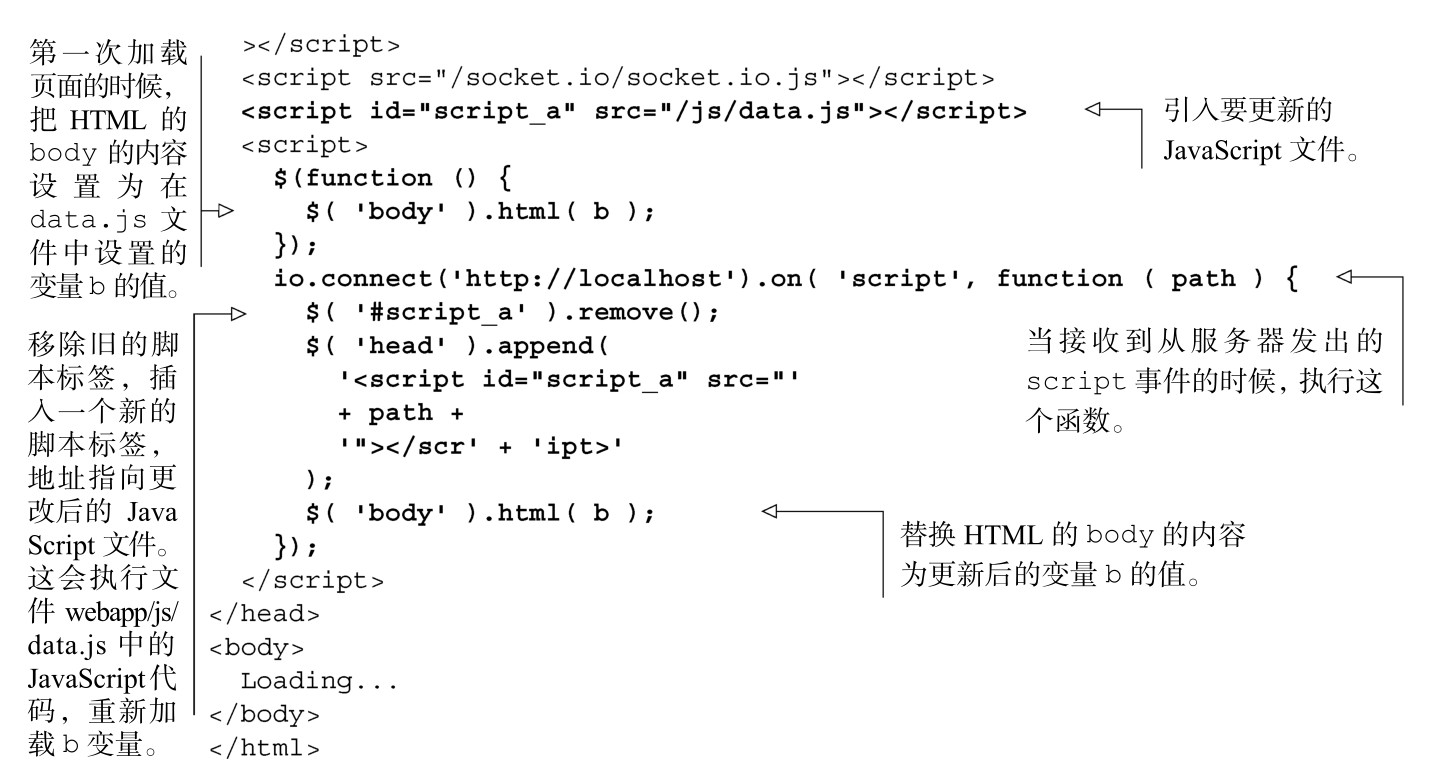 第一次加载
页面的时候，
把 HTML 的
body 的内容
设置为在
data.js 文
件中设置的
变量 b 的值。
移除旧的脚
本标签，插
入一个新的
脚本标签，
地址指向更
改后的 Java
Script 文件。
这会执行文
件 webapp/js/
data.js 中的
JavaScript代
码，重新加
载 b 变量。
></script>
<script src="/socket.io/socket.io.js"></script>
<script id="script_a" src="/js/data.js"></script>
<script>
$(function () {
$( 'body' ).html( b );
});
io.connect('http://localhost').on( 'script', function ( path ) {
$( '#script_a' ).remove();
$( 'head' ).append(
'<script id="script_a" src="'
+ path +
'"></scr' + 'ipt>'
);
$( 'body' ).html( b );
});
</script>
</head>
<body>
Loading...
</body>
</html>
引入要更新的
JavaScript 文件。
当接收到从服务器发出的
script 事件的时候，执行这
个函数。
替换 HTML 的 body 的内容
为更新后的变量 b 的值。